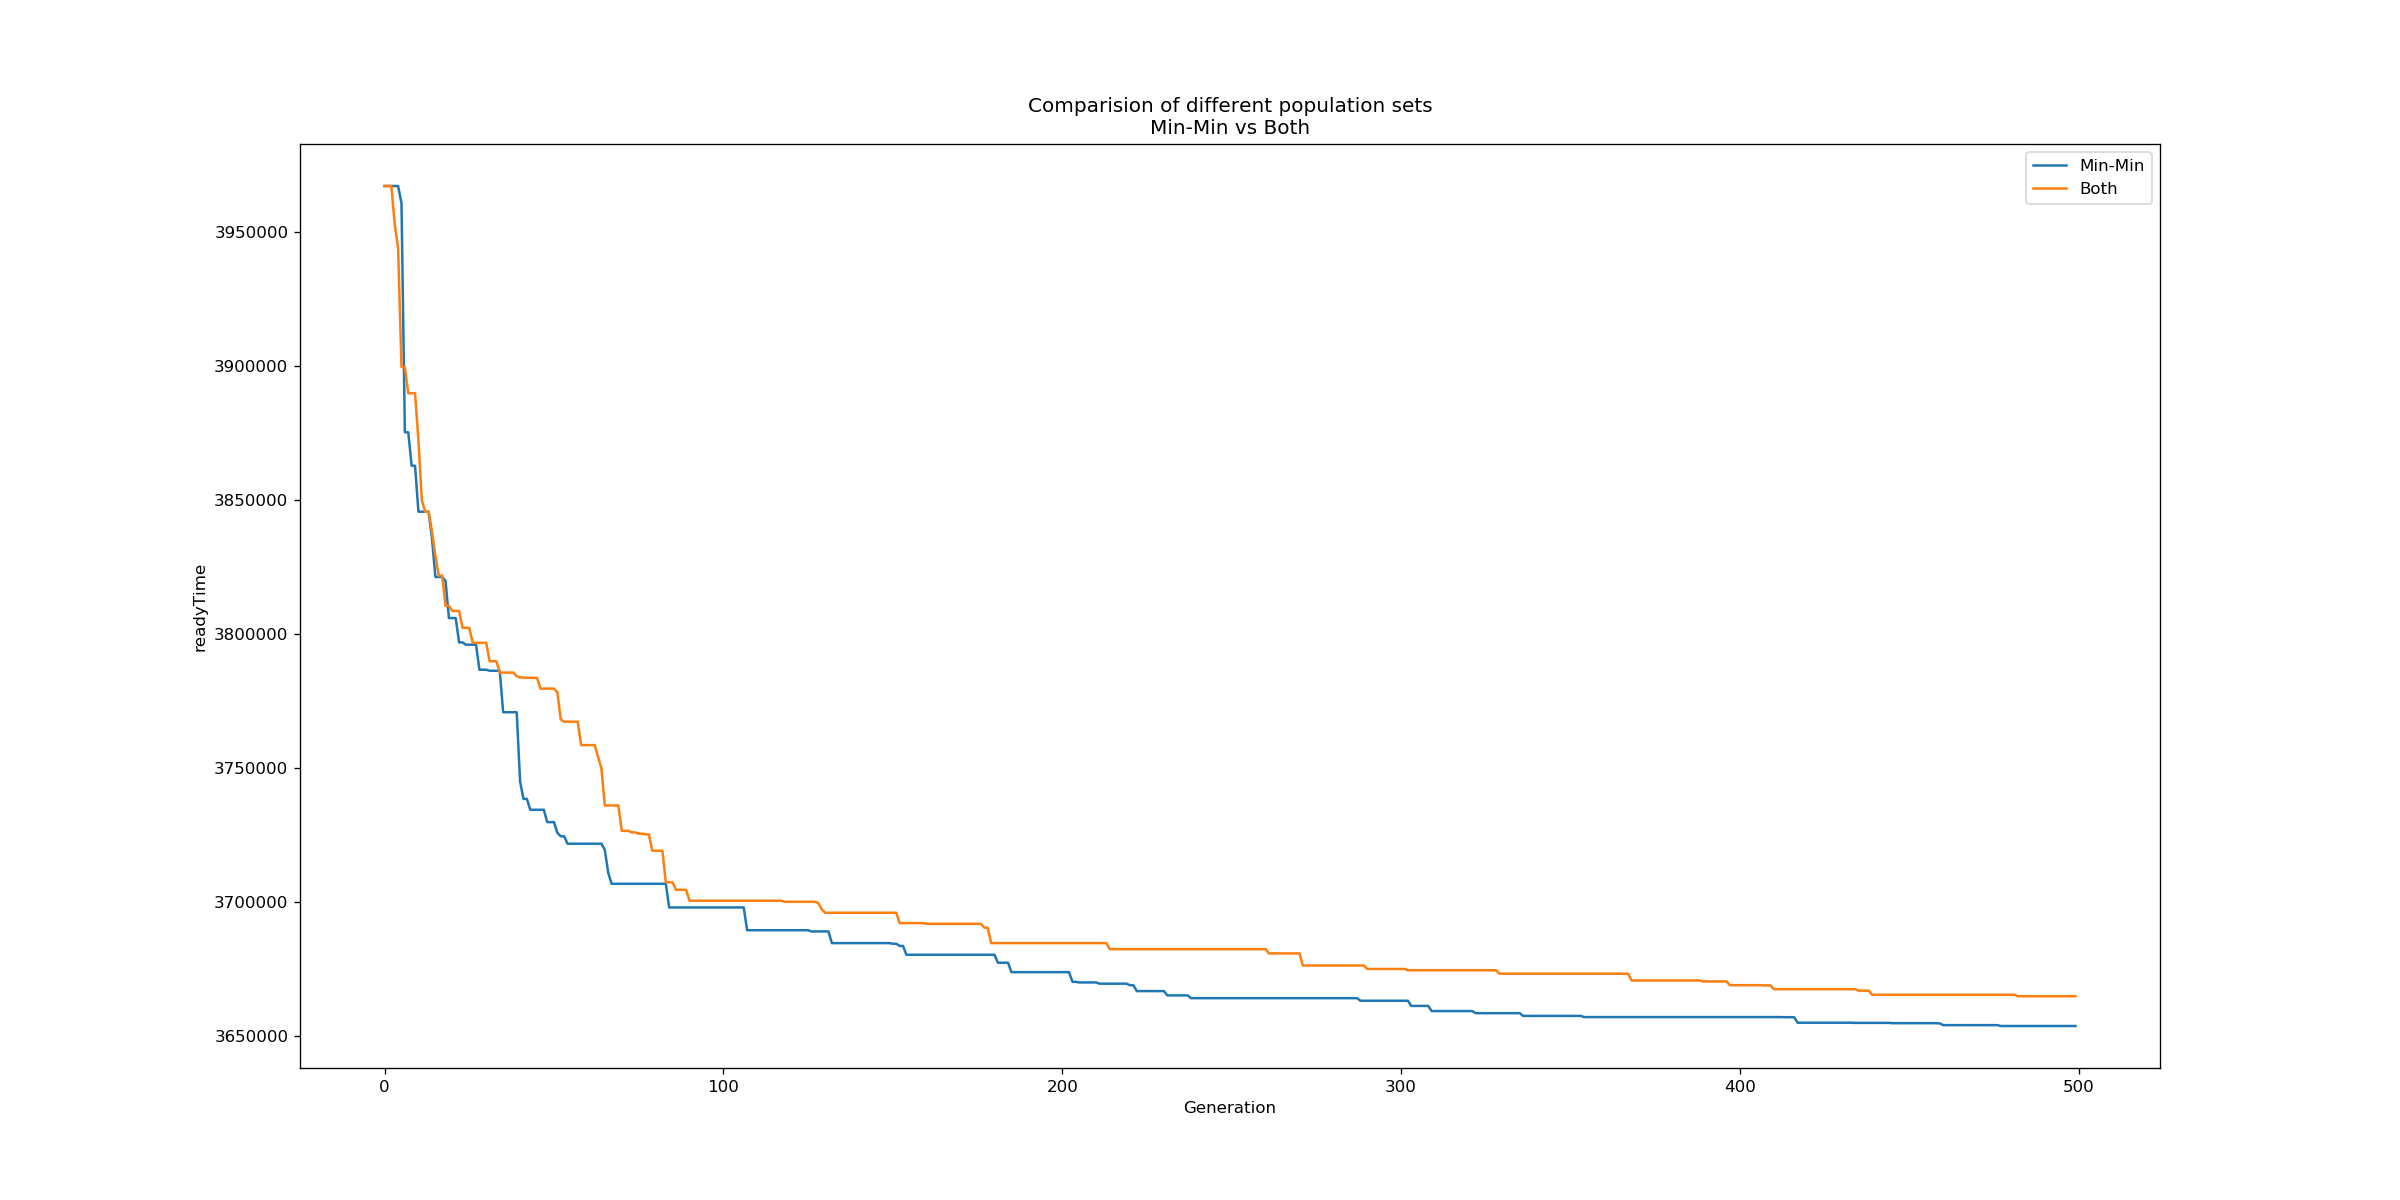 Comparision of different population sets
Min-Min vs Both
Min-Min
Both
3950000
3900000
3850000
3800000
3750000
3700000
3650000
readyTime
0 100 200 300 400 500
Generation